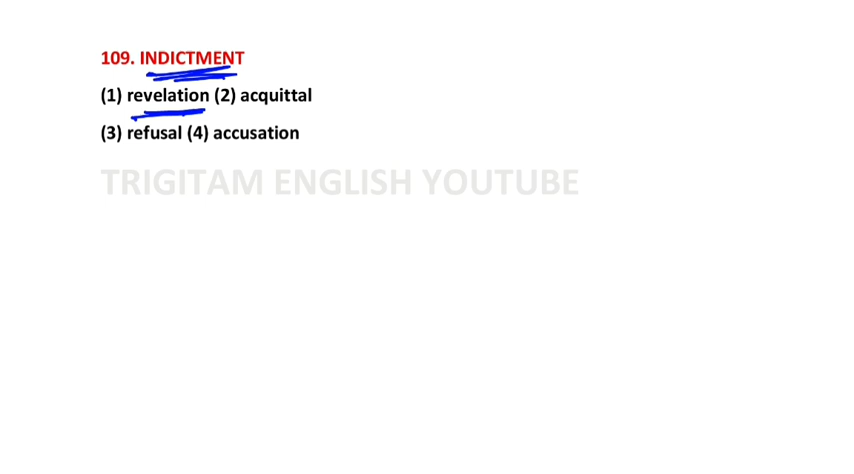 109. INDICTMENT
(1) revelation (2) acquittal
(3) refusal (4) accusation
TRIGITAM ENGLISH YOUTUBE